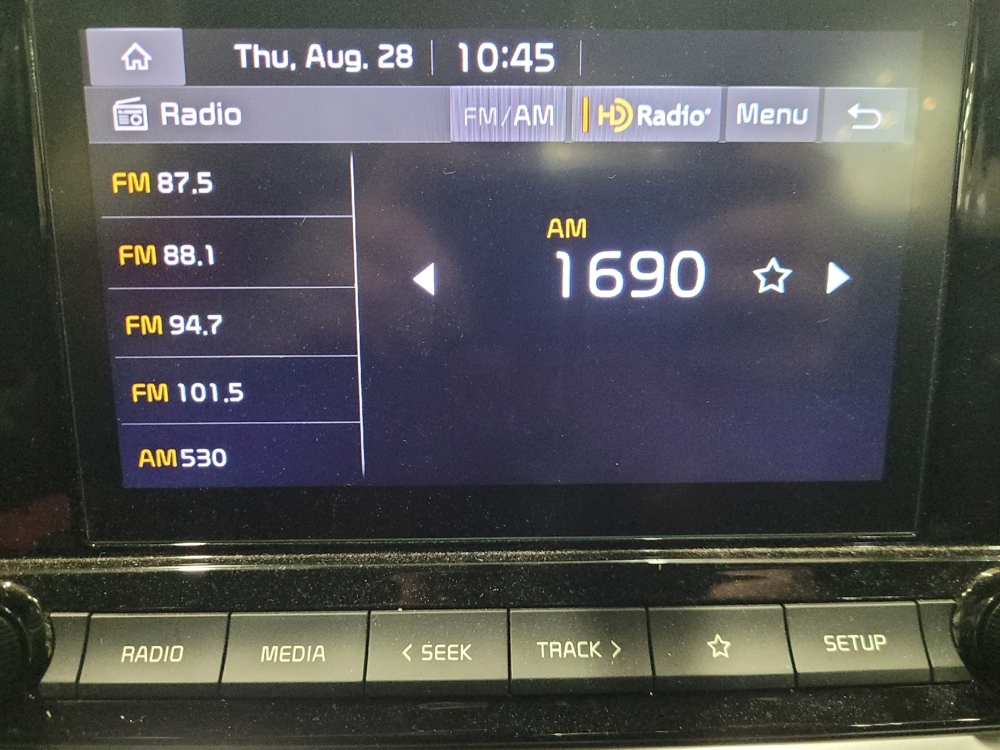 Thu, Aug. 28 10:45
Radio FM/AM HD Radio® Menu
FM 87.5
FM 88.1
FM 94.7
FM 101.5
AM 530
AM
1690
RADIO MEDIA < SEEK TRACK > SETUP